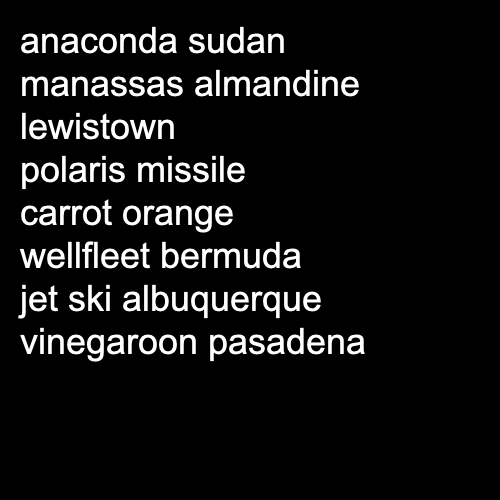 anaconda sudan
manassas almandine
lewistown
polaris missile
carrot orange
wellfleet bermuda
jet ski albuquerque
vinegaroon pasadena